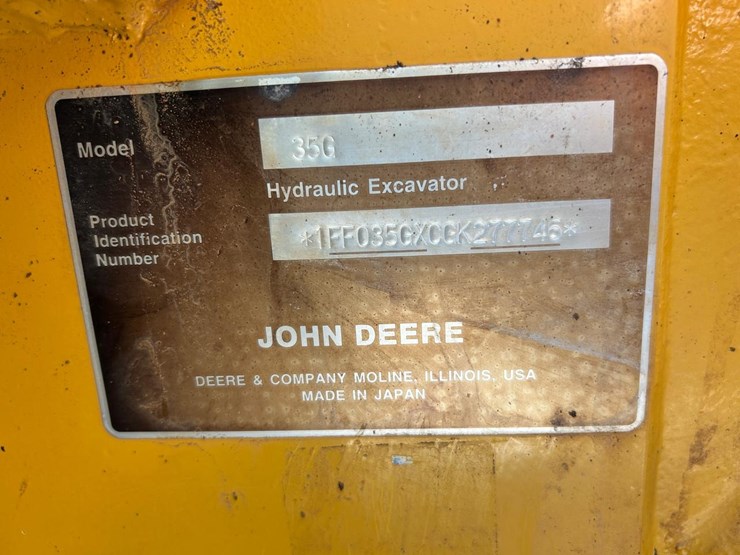 Model
35G
Hydraulic Excavator
Product
Identification
Number
*1FF035GXCGK277745*
JOHN DEERE
DEERE & COMPANY MOLINE, ILLINOIS, USA
MADE IN JAPAN